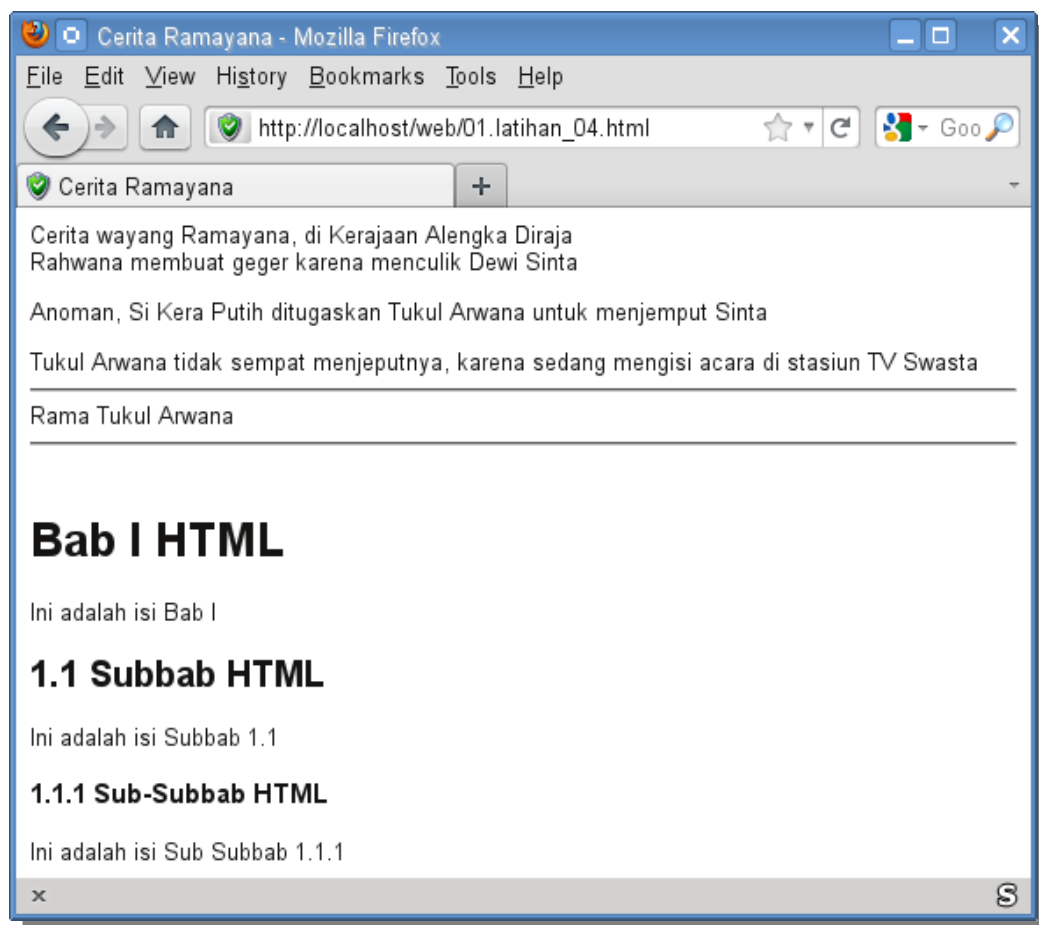 Cerita Ramayana - Mozilla Firefox
File Edit View History Bookmarks Tools Help
http://localhost/web/01.latihan_04.html Goo
Cerita Ramayana
Cerita wayang Ramayana, di Kerajaan Alengka Diraja
Rahwana membuat geger karena menculik Dewi Sinta
Anoman, Si Kera Putih ditugaskan Tukul Arwana untuk menjemput Sinta
Tukul Arwana tidak sempat menjeputnya, karena sedang mengisi acara di stasiun TV Swasta
Rama Tukul Arwana
Bab I HTML
Ini adalah isi Bab I
1.1 Subbab HTML
Ini adalah isi Subbab 1.1
1.1.1 Sub-Subbab HTML
Ini adalah isi Sub Subbab 1.1.1